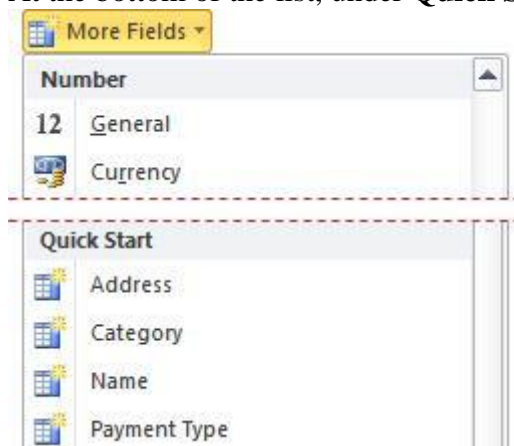 At the bottom of the list, under Quick S
More Fields
Number
12 General
Currency
Quick Start
Address
Category
Name
Payment Type